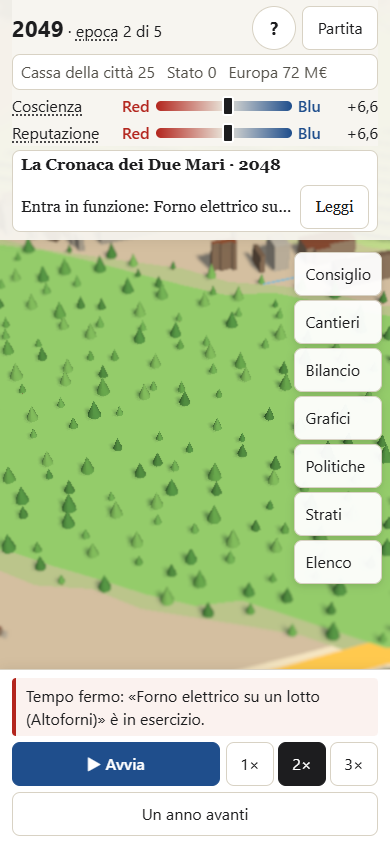 2049 · epoca 2 di 5
?
Partita
Cassa della città 25 Stato 0 Europa 72 M€
Coscienza Red Blu +6,6
Reputazione Red Blu +6,6
La Cronaca dei Due Mari · 2048
Entra in funzione: Forno elettrico su...
Leggi
Consiglio
Cantieri
Bilancio
Grafici
Politiche
Strati
Elenco
Tempo fermo: «Forno elettrico su un lotto
(Altoforni)» è in esercizio.
▶ Avvia
1×
2×
3×
Un anno avanti